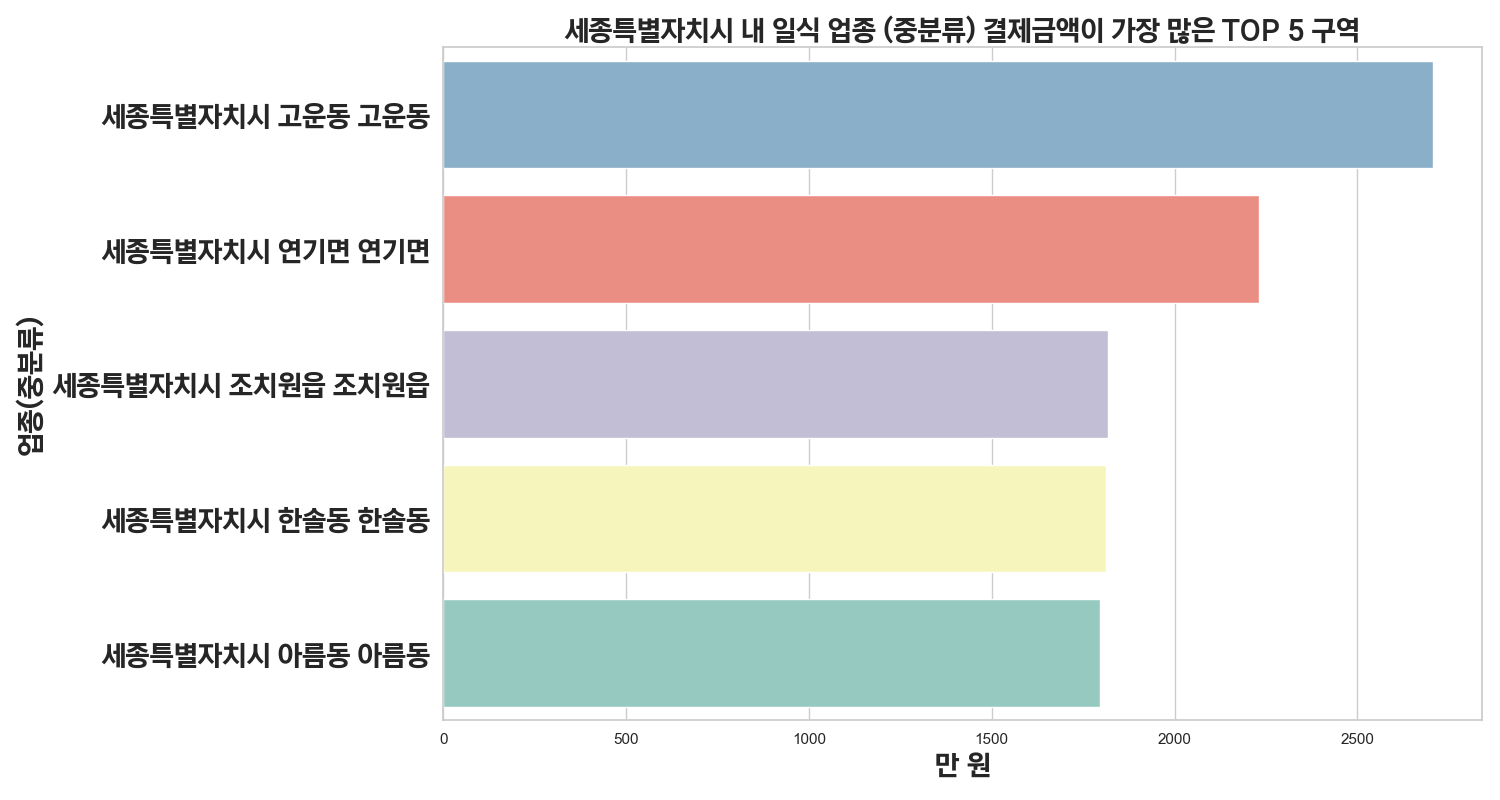 세종특별자치시 내 일식 업종 (중분류) 결제금액이 가장 많은 TOP 5 구역
세종특별자치시 고운동 고운동
세종특별자치시 연기면 연기면
세종특별자치시 조치원읍 조치원읍
세종특별자치시 한솔동 한솔동
세종특별자치시 아름동 아름동
업종(중분류)
0 500 1000 1500 2000 2500
만 원